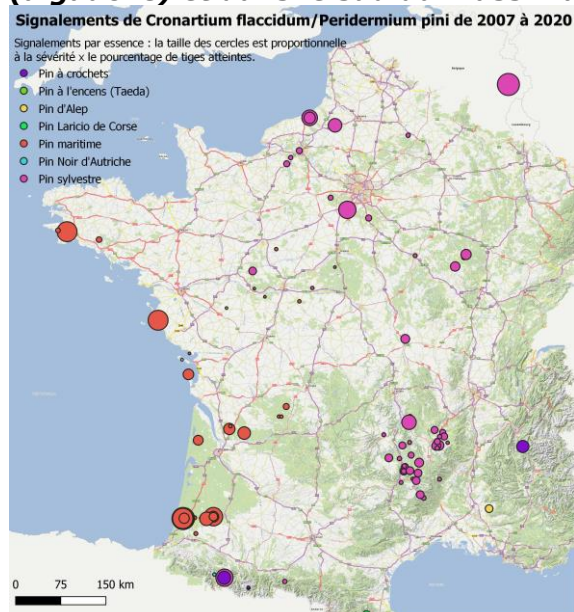 Signalements de Cronartium flaccidum/Peridermium pini de 2007 à 2020
Signalements par essence : la taille des cercles est proportionnelle
à la sévérité x le pourcentage de tiges atteintes.
Pin à crochets
Pin à l'encens (Taeda)
Pin d'Alep
Pin Laricio de Corse
Pin maritime
Pin Noir d'Autriche
Pin sylvestre
0 75 150 km